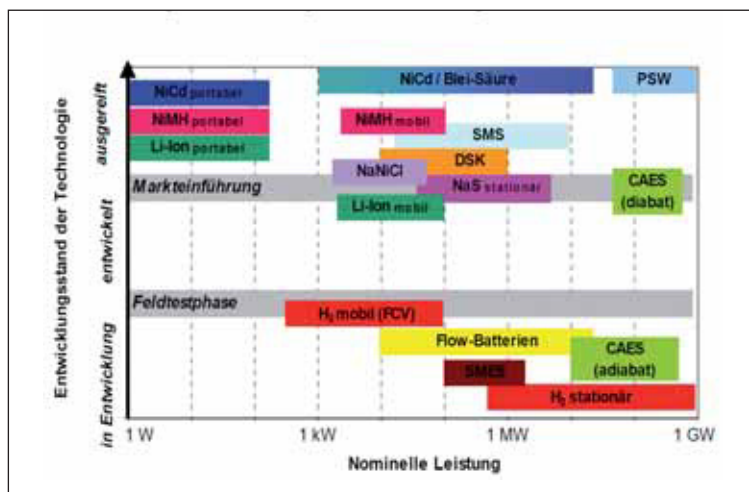 Entwicklungsstand der Technologie
ausgereift
entwickelt
in Entwicklung
NiCd / Blei-Säure
PSW
NiCd portabel
NiMH portabel
NiMH mobil
SMS
Li-Ion portabel
DSK
NaNiCl
Markteinführung
NaS stationär
CAES
(diabat)
Li-Ion mobil
Feldtestphase
H₂ mobil (FCV)
Flow-Batterien
CAES
(adiabat)
SMES
H₂ stationär
1 W
1 kW
1 MW
1 GW
Nominelle Leistung